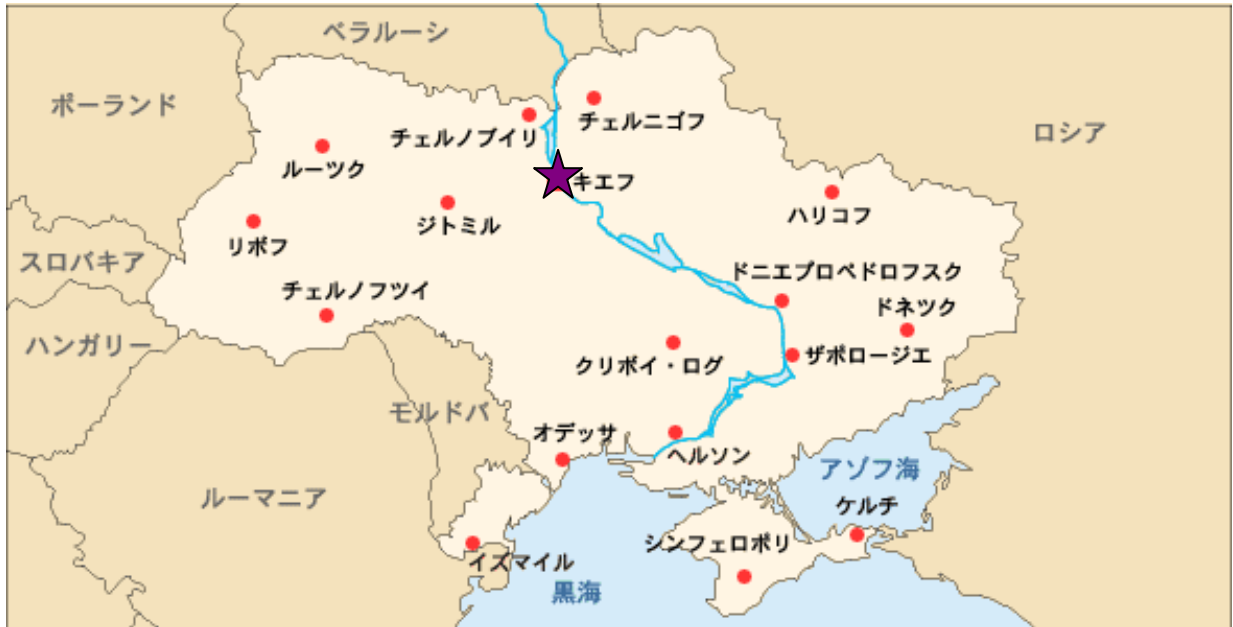 ベラルーシ
ポーランド
チェルニゴフ
ロシア
チェルノブイリ
ルーツク
キエフ
ハリコフ
ジトミル
リボフ
スロバキア
ドニエプロペドロフスク
チェルノフツイ
ドネツク
ハンガリー
ザポロージエ
クリボイ・ログ
モルドバ
オデッサ
ヘルソン
アゾフ海
ルーマニア
ケルチ
シンフェロポリ
イズマイル
黒海